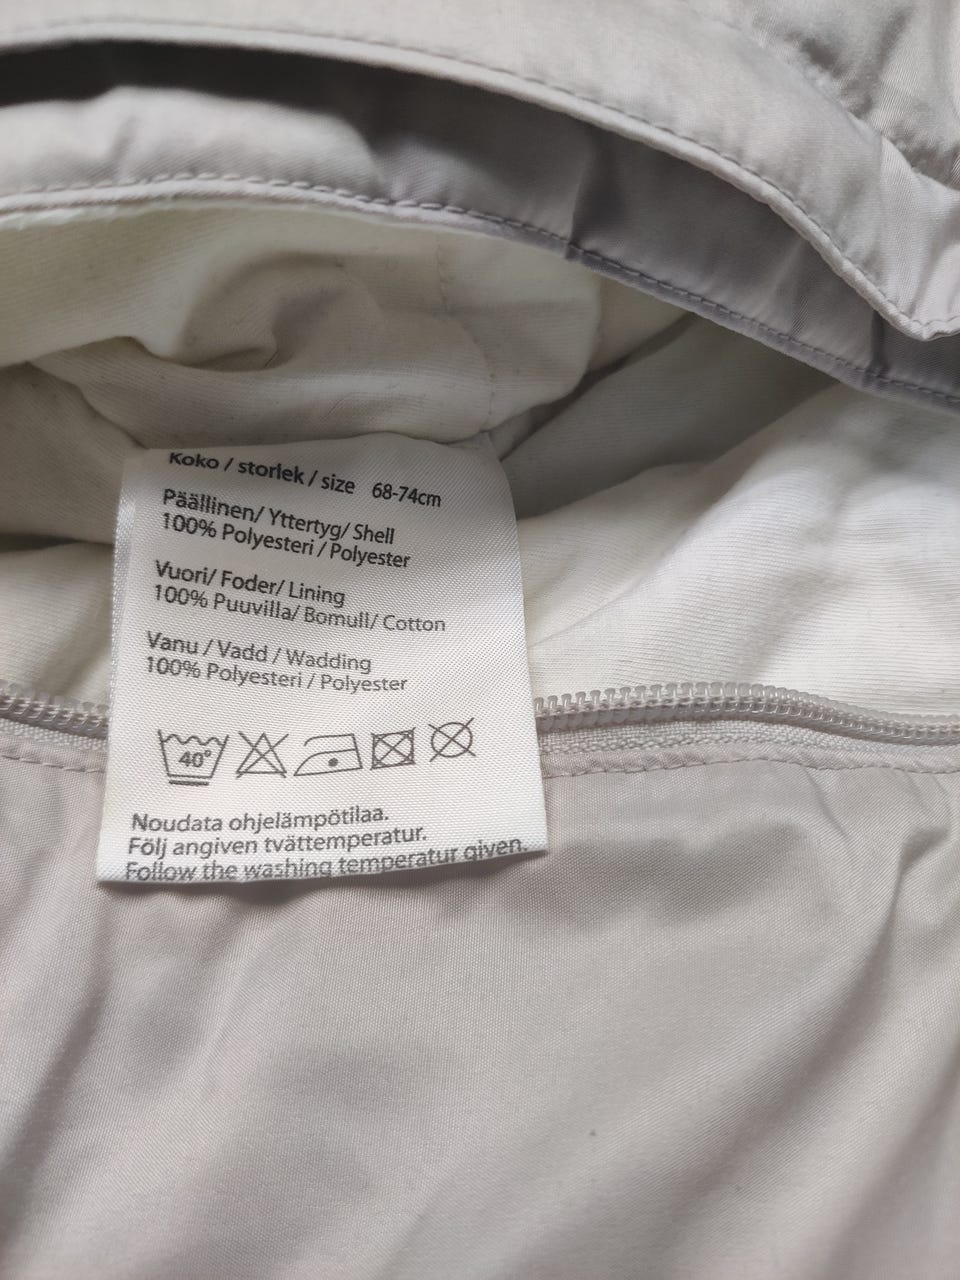 Koko / storlek / size 68-74cm
Päällinen/ Yttertyg/ Shell
100% Polyesteri / Polyester
Vuori/ Foder/ Lining
100% Puuvilla/ Bomull/ Cotton
Vanu / Vadd / Wadding
100% Polyesteri / Polyester
40°
Noudata ohjelämpötilaa.
Följ angiven tvättemperatur.
Follow the washing temperatur given.